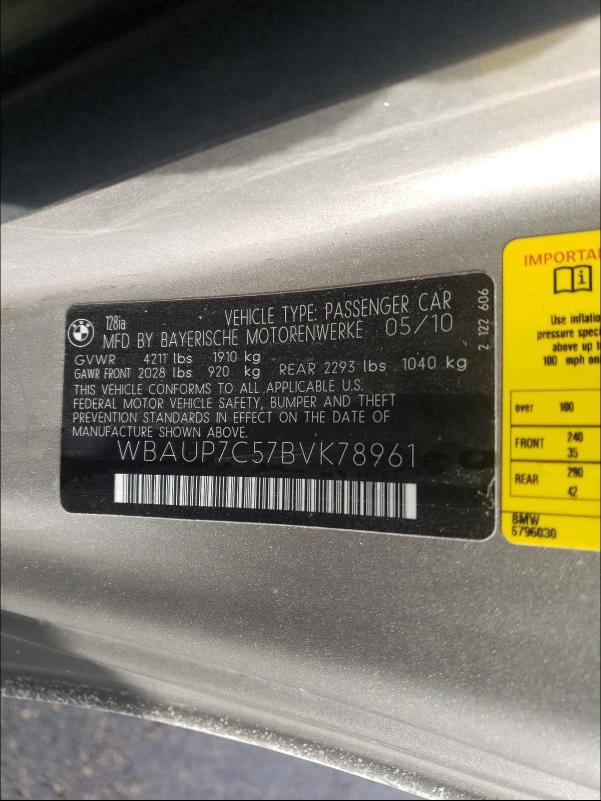 BMW
128ia
VEHICLE TYPE: PASSENGER CAR
MFD BY BAYERISCHE MOTORENWERKE 05/10
GVWR 4211 lbs 1910 kg
GAWR FRONT 2028 lbs 920 kg REAR 2293 lbs 1040 kg
THIS VEHICLE CONFORMS TO ALL APPLICABLE U.S.
FEDERAL MOTOR VEHICLE SAFETY, BUMPER AND THEFT
PREVENTION STANDARDS IN EFFECT ON THE DATE OF
MANUFACTURE SHOWN ABOVE.
WBAUP7C57BVK78961
2 122 606
IMPORTA
i
Use inflatio
pressure speci
above up t
100 mph on
over 100
FRONT 240
35
REAR 290
42
BMW
6796030